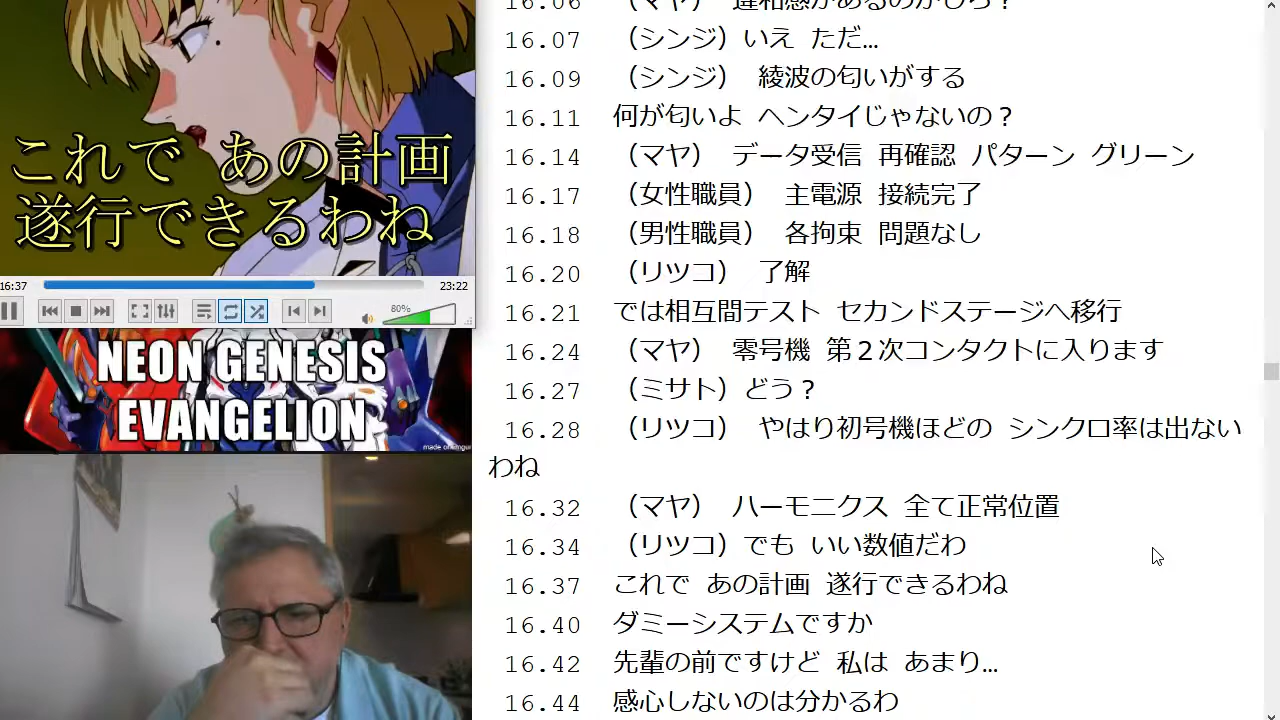 これで あの計画
遂行できるわね
16:37
23:22
80%
NEON GENESIS
EVANGELION
16.06 （マヤ） 違和感があるのかしら？
16.07 （シンジ）いえ ただ…
16.09 （シンジ） 綾波の匂いがする
16.11 何が匂いよ ヘンタイじゃないの？
16.14 （マヤ） データ受信 再確認 パターン グリーン
16.17 （女性職員） 主電源 接続完了
16.18 （男性職員） 各拘束 問題なし
16.20 （リツコ） 了解
16.21 では相互間テスト セカンドステージへ移行
16.24 （マヤ） 零号機 第２次コンタクトに入ります
16.27 （ミサト）どう？
16.28 （リツコ） やはり初号機ほどの シンクロ率は出ない
わね
16.32 （マヤ） ハーモニクス 全て正常位置
16.34 （リツコ）でも いい数値だわ
16.37 これで あの計画 遂行できるわね
16.40 ダミーシステムですか
16.42 先輩の前ですけど 私は あまり…
16.44 感心しないのは分かるわ